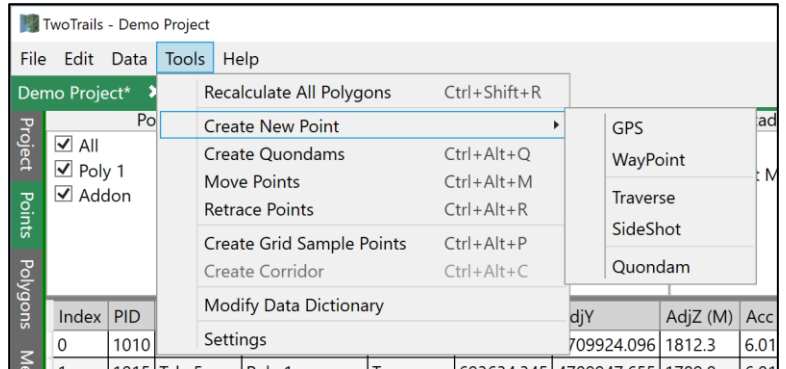 TwoTrails - Demo Project
File Edit Data Tools Help
Demo Project*
Recalculate All Polygons Ctrl+Shift+R
Create New Point
Create Quondams Ctrl+Alt+Q
Move Points Ctrl+Alt+M
Retrace Points Ctrl+Alt+R
Create Grid Sample Points Ctrl+Alt+P
Create Corridor Ctrl+Alt+C
Modify Data Dictionary
Settings
GPS
WayPoint
Traverse
SideShot
Quondam
Project
Points
Polygons
Po
All
Poly 1
Addon
Index PID djY AdjZ (M) Acc
0 1010 709924.096 1812.3 6.01